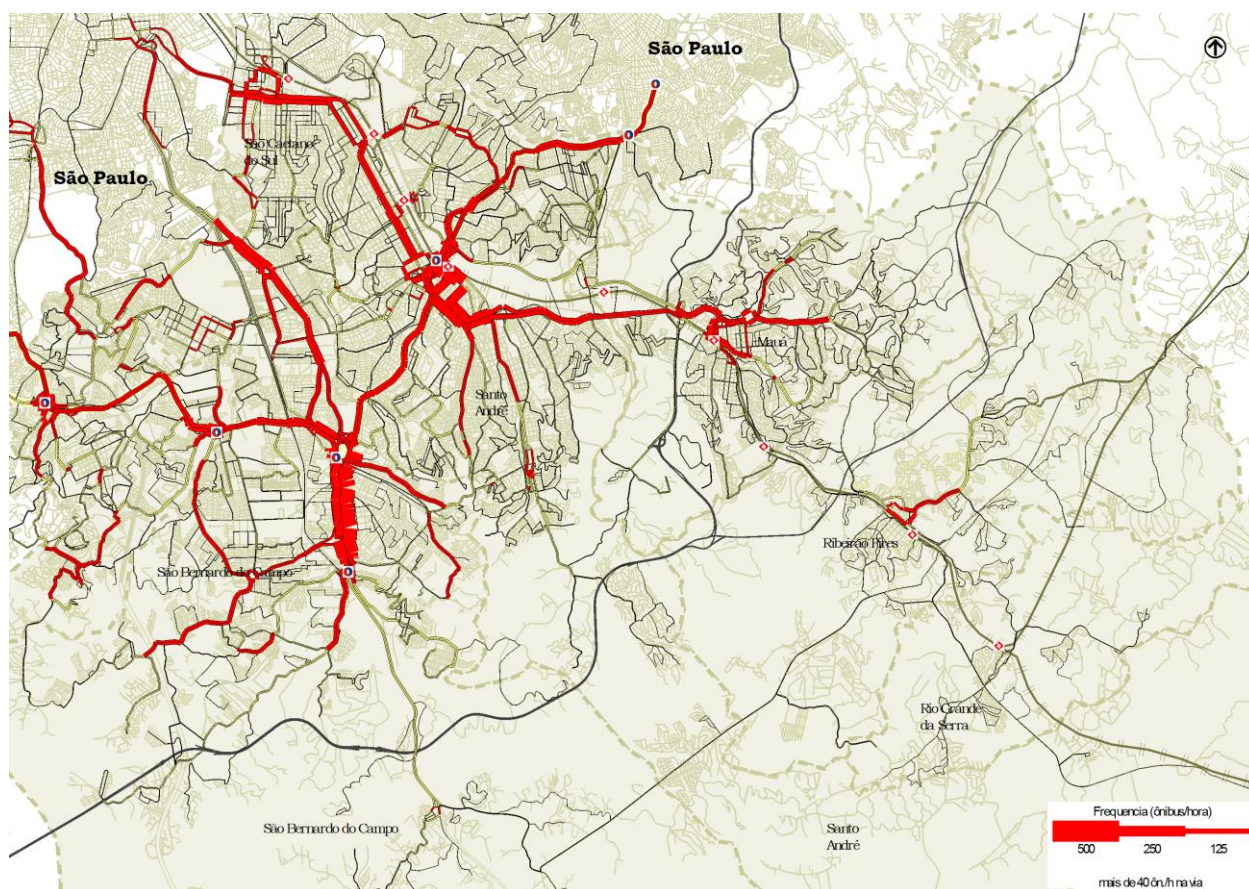 São Paulo
São Caetano
do Sul
São Paulo
Mauá
Santo
André
Ribeirão Pires
São Bernardo do Campo
Rio Grande
da Serra
São Bernardo do Campo
Santo
André
Frequencia (ônibus/hora)
500 250 125
mais de 40 ôn./h na via